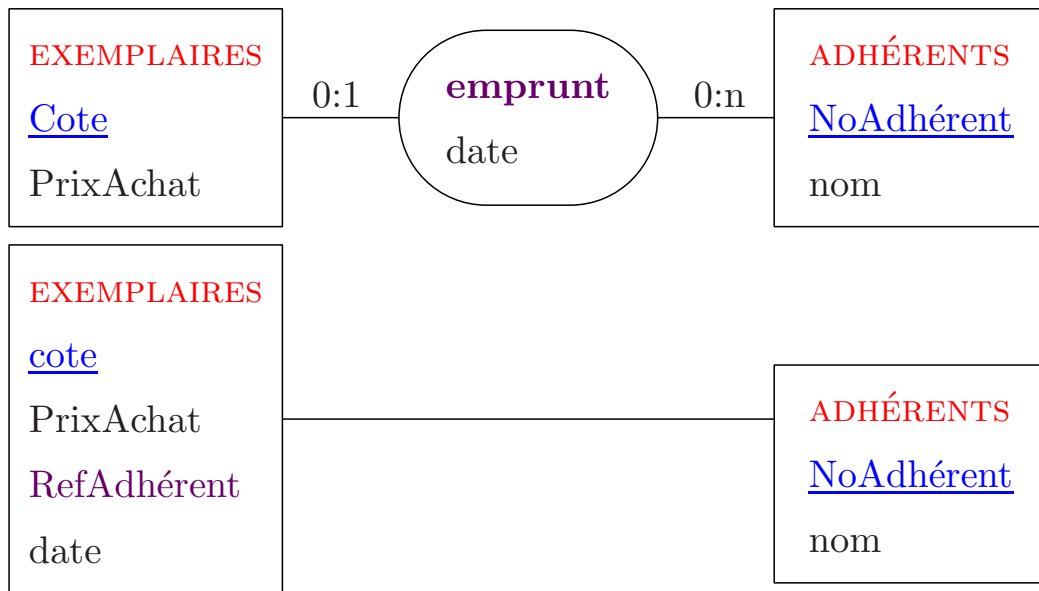 EXEMPLAIRES
Cote
PrixAchat
0:1
emprunt
date
0:n
ADHÉRENTS
NoAdhérent
nom
EXEMPLAIRES
cote
PrixAchat
RefAdhérent
date
ADHÉRENTS
NoAdhérent
nom